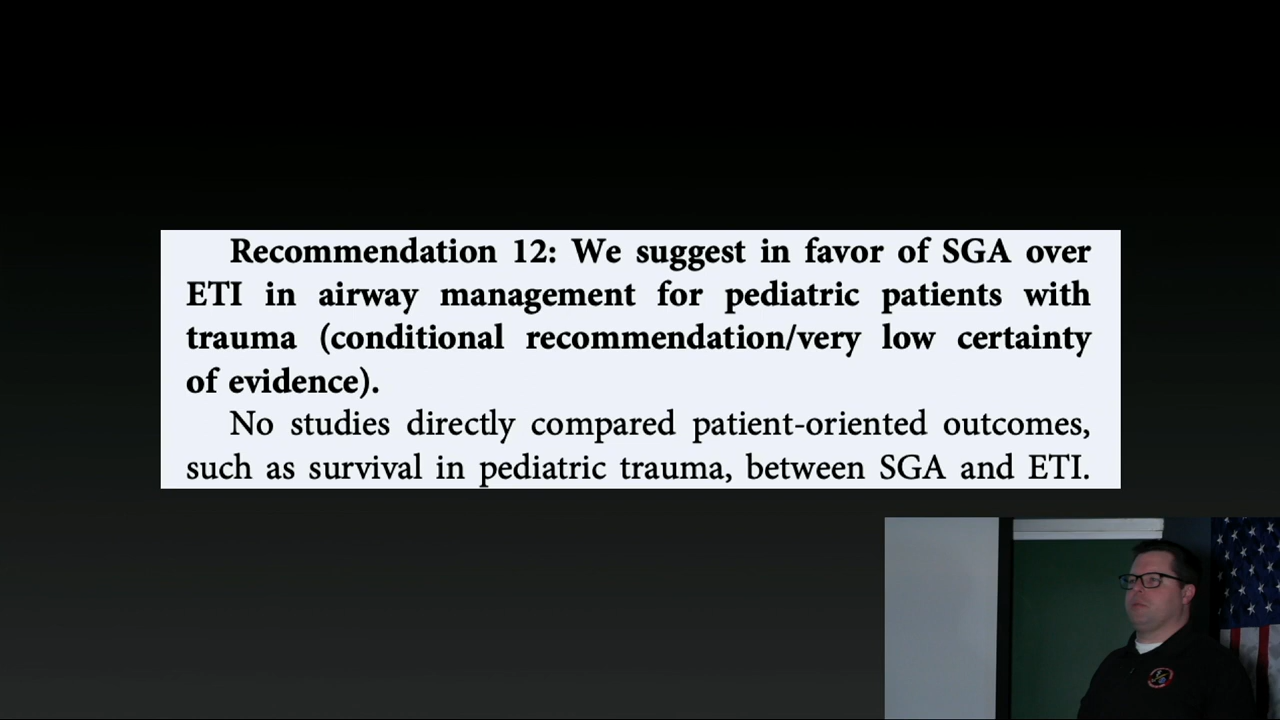 Recommendation 12: We suggest in favor of SGA over
ETI in airway management for pediatric patients with
trauma (conditional recommendation/very low certainty
of evidence).
No studies directly compared patient-oriented outcomes,
such as survival in pediatric trauma, between SGA and ETI.